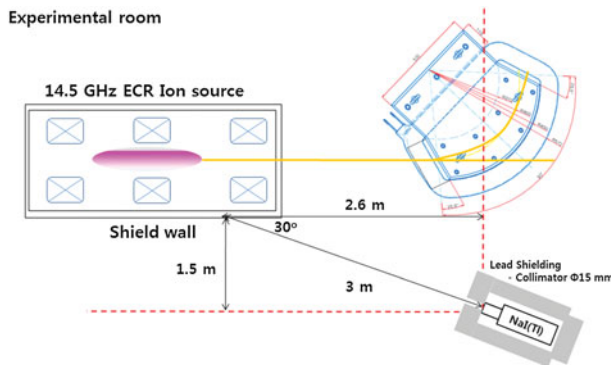 Experimental room
14.5 GHz ECR Ion source
Shield wall
2.6 m
30º
1.5 m
3 m
Lead Shielding
- Collimator Φ15 mm
NaI(Tl)